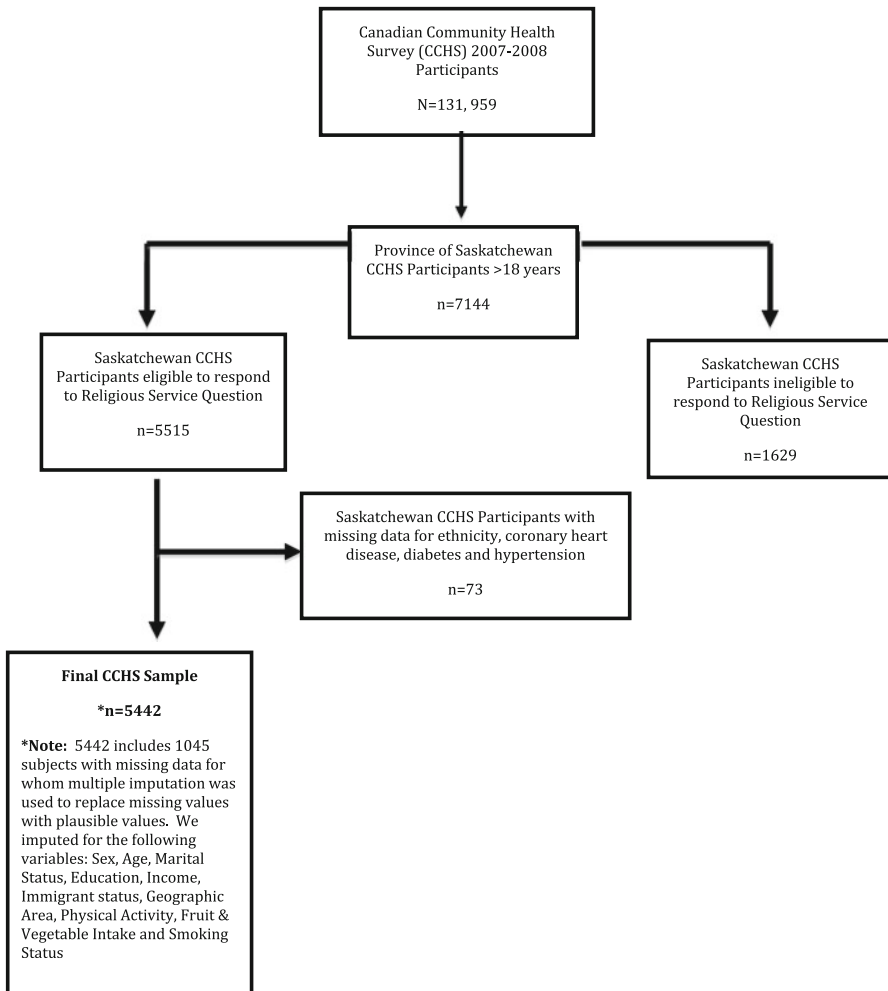 Canadian Community Health
Survey (CCHS) 2007-2008
Participants
N=131, 959
Province of Saskatchewan
CCHS Participants >18 years
n=7144
Saskatchewan CCHS
Participants eligible to respond
to Religious Service Question
n=5515
Saskatchewan CCHS
Participants ineligible to
respond to Religious Service
Question
n=1629
Saskatchewan CCHS Participants with
missing data for ethnicity, coronary heart
disease, diabetes and hypertension
n=73
Final CCHS Sample
*n=5442
*Note: 5442 includes 1045
subjects with missing data for
whom multiple imputation was
used to replace missing values
with plausible values. We
imputed for the following
variables: Sex, Age, Marital
Status, Education, Income,
Immigrant status, Geographic
Area, Physical Activity, Fruit &
Vegetable Intake and Smoking
Status